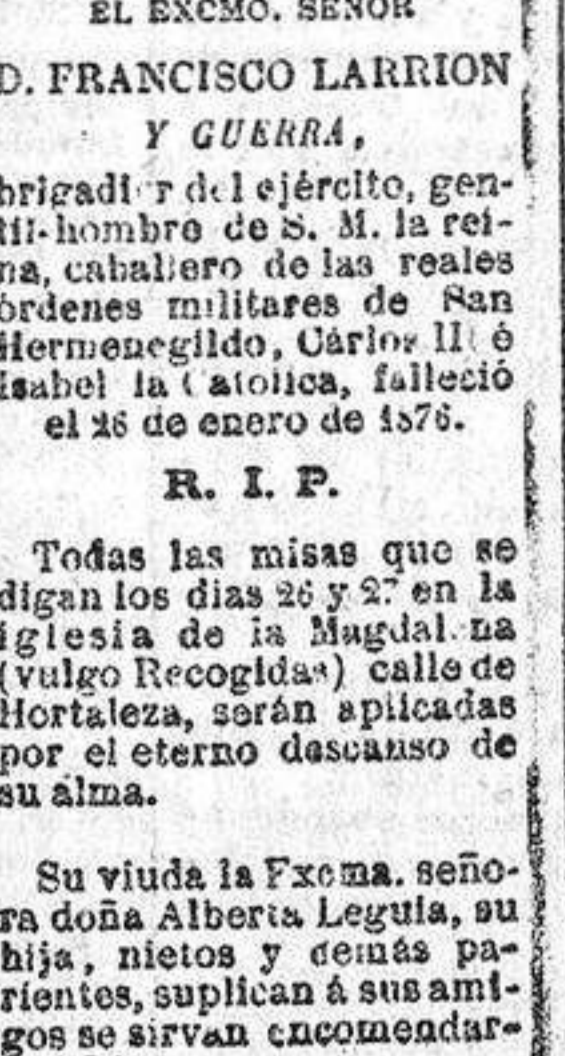 EL EXCMO. SEÑOR
D. FRANCISCO LARRION
Y GUERRA,
brigadier del ejército, gen-
til-hombre de S. M. la rei-
na, caballero de las reales
órdenes militares de San
Hermenegildo, Cárlos III é
Isabel la Católica, falleció
el 26 de enero de 1876.
R. I. P.
Todas las misas que se
digan los dias 26 y 27 en la
iglesia de la Magdalena
(vulgo Recogidas) calle de
Hortaleza, serán aplicadas
por el eterno descanso de
su alma.
Su viuda la Excma. seño-
ra doña Alberta Leguia, su
hija, nietos y demás pa-
rientes, suplican á sus ami-
gos se sirvan encomendar-